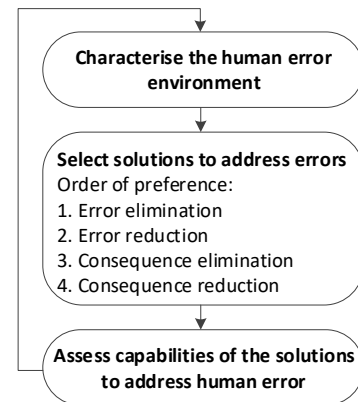 Characterise the human error
environment
Select solutions to address errors
Order of preference:
1. Error elimination
2. Error reduction
3. Consequence elimination
4. Consequence reduction
Assess capabilities of the solutions
to address human error